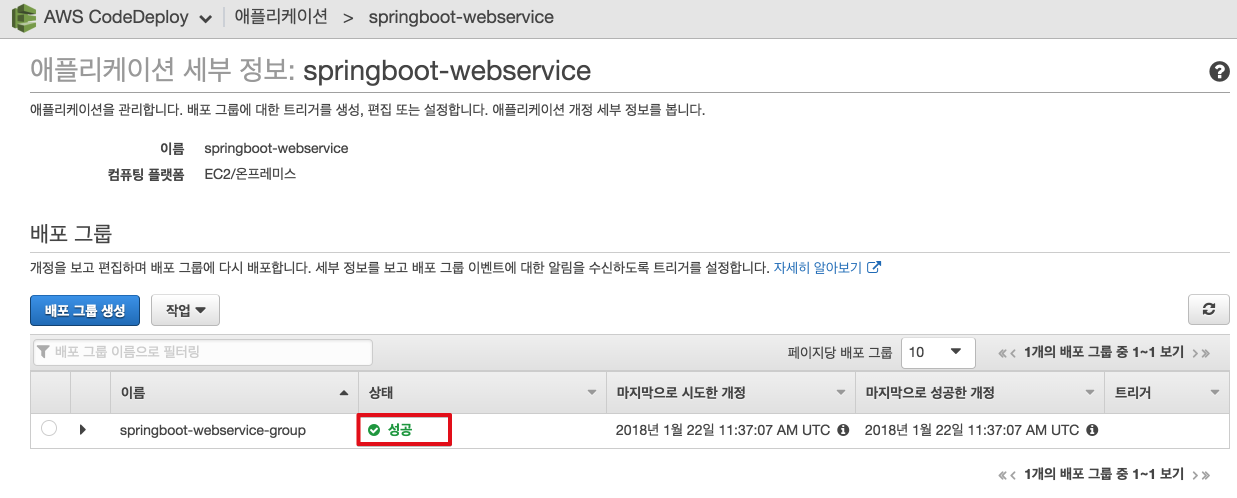 AWS CodeDeploy 애플리케이션 > springboot-webservice
애플리케이션 세부 정보: springboot-webservice
애플리케이션을 관리합니다. 배포 그룹에 대한 트리거를 생성, 편집 또는 설정합니다. 애플리케이션 개정 세부 정보를 봅니다.
이름 springboot-webservice
컴퓨팅 플랫폼 EC2/온프레미스
배포 그룹
개정을 보고 편집하며 배포 그룹에 다시 배포합니다. 세부 정보를 보고 배포 그룹 이벤트에 대한 알림을 수신하도록 트리거를 설정합니다. 자세히 알아보기
배포 그룹 생성 작업
배포 그룹 이름으로 필터링 페이지당 배포 그룹 10 << < 1개의 배포 그룹 중 1~1 보기 > >>
이름 상태 마지막으로 시도한 개정 마지막으로 성공한 개정 트리거
springboot-webservice-group 성공 2018년 1월 22일 11:37:07 AM UTC 2018년 1월 22일 11:37:07 AM UTC
<< < 1개의 배포 그룹 중 1~1 보기 > >>